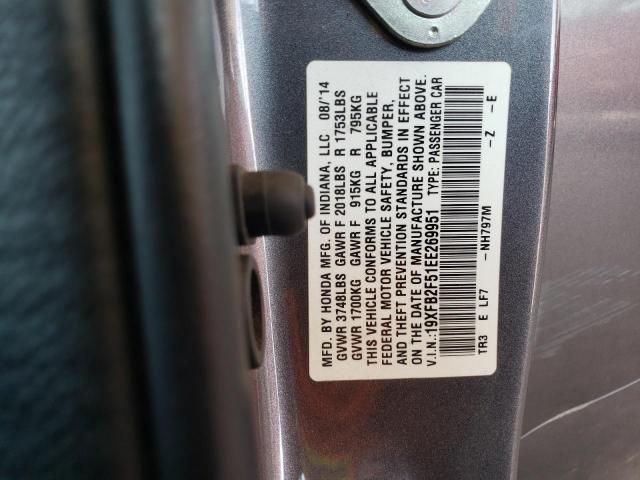 MFD. BY HONDA MFG. OF INDIANA, LLC 08/'14
GVWR 3748LBS GAWR F 2018LBS R 1753LBS
GVWR 1700KG GAWR F 915KG R 795KG
THIS VEHICLE CONFORMS TO ALL APPLICABLE
FEDERAL MOTOR VEHICLE SAFETY, BUMPER,
AND THEFT PREVENTION STANDARDS IN EFFECT
ON THE DATE OF MANUFACTURE SHOWN ABOVE.
V.I.N.:19XFB2F51EE269951 TYPE: PASSENGER CAR
TR3 E LF7 -NH797M -Z -E